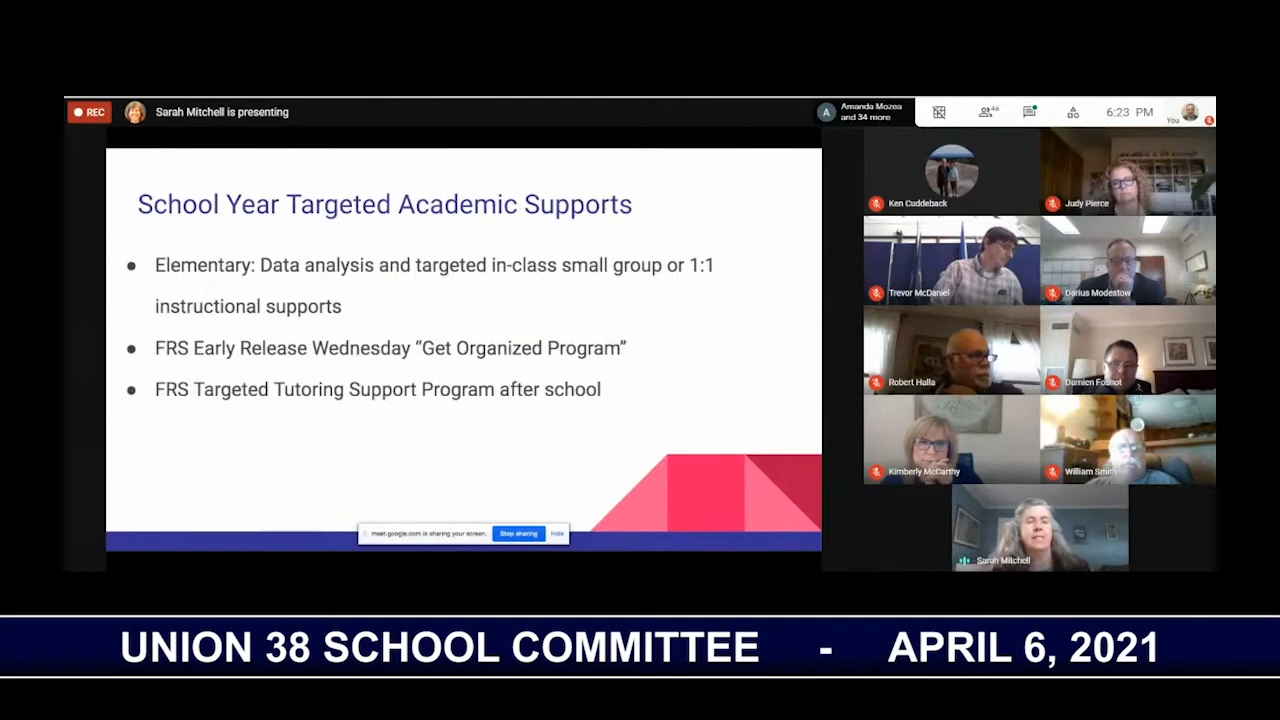 REC
Sarah Mitchell is presenting
A
Amanda Mozea
and 34 more
46
6:23 PM
You
School Year Targeted Academic Supports
● Elementary: Data analysis and targeted in-class small group or 1:1
instructional supports
● FRS Early Release Wednesday “Get Organized Program”
● FRS Targeted Tutoring Support Program after school
meet.google.com is sharing your screen.
Stop sharing
Hide
Ken Cuddeback
Judy Pierce
Trevor McDaniel
Darius Modestow
Robert Halla
Damien Fosnot
Kimberly McCarthy
William Smith
Sarah Mitchell
UNION 38 SCHOOL COMMITTEE - APRIL 6, 2021